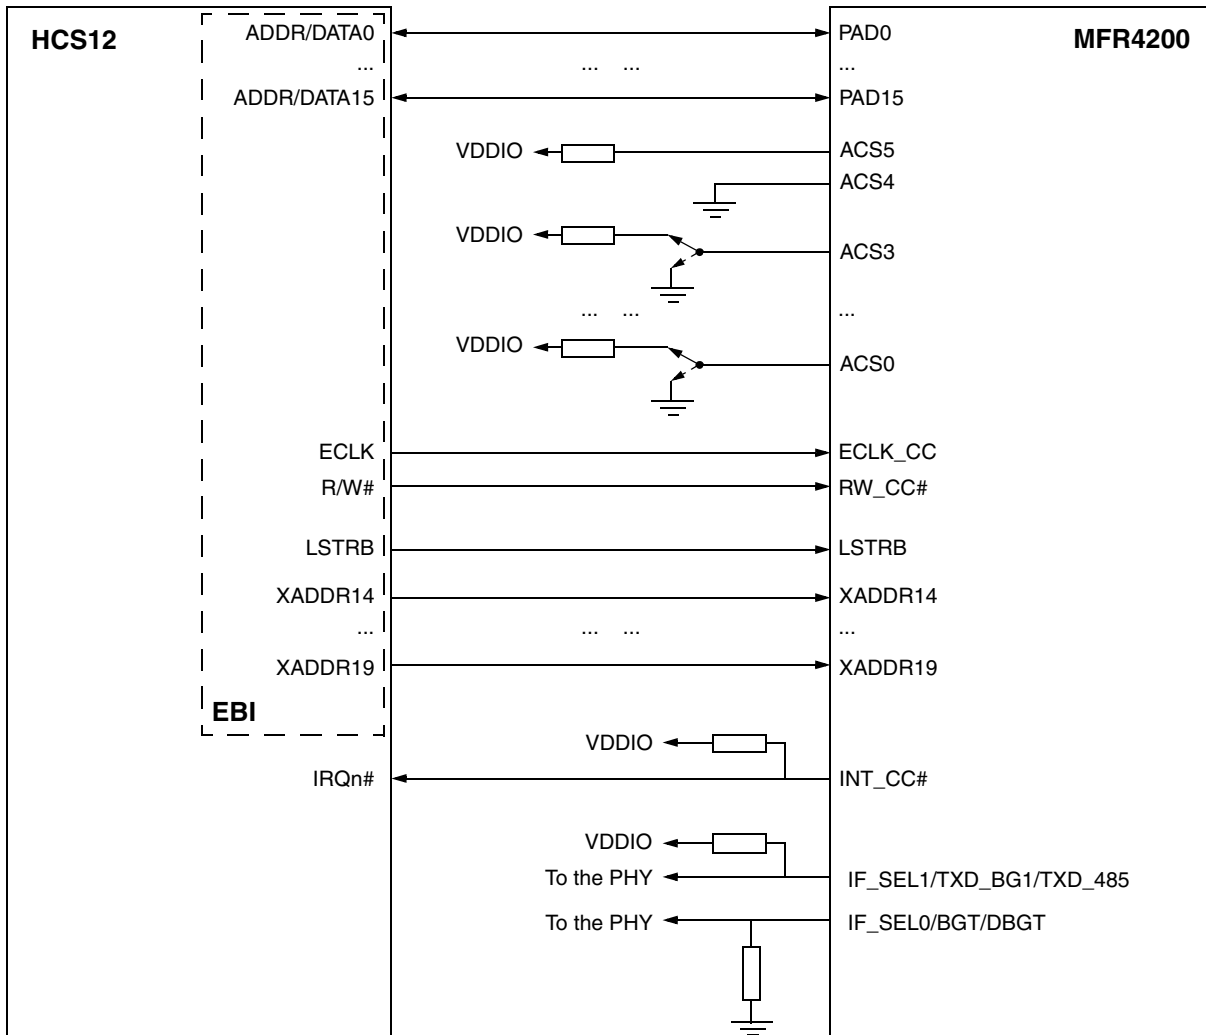 HCS12
MFR4200
ADDR/DATA0
PAD0
... ... ... ...
ADDR/DATA15
PAD15
VDDIO
ACS5
ACS4
VDDIO
ACS3
... ... ...
VDDIO
ACS0
ECLK
ECLK_CC
R/W#
RW_CC#
LSTRB
LSTRB
XADDR14
XADDR14
... ... ... ...
XADDR19
XADDR19
EBI
VDDIO
IRQn#
INT_CC#
VDDIO
To the PHY
IF_SEL1/TXD_BG1/TXD_485
To the PHY
IF_SEL0/BGT/DBGT